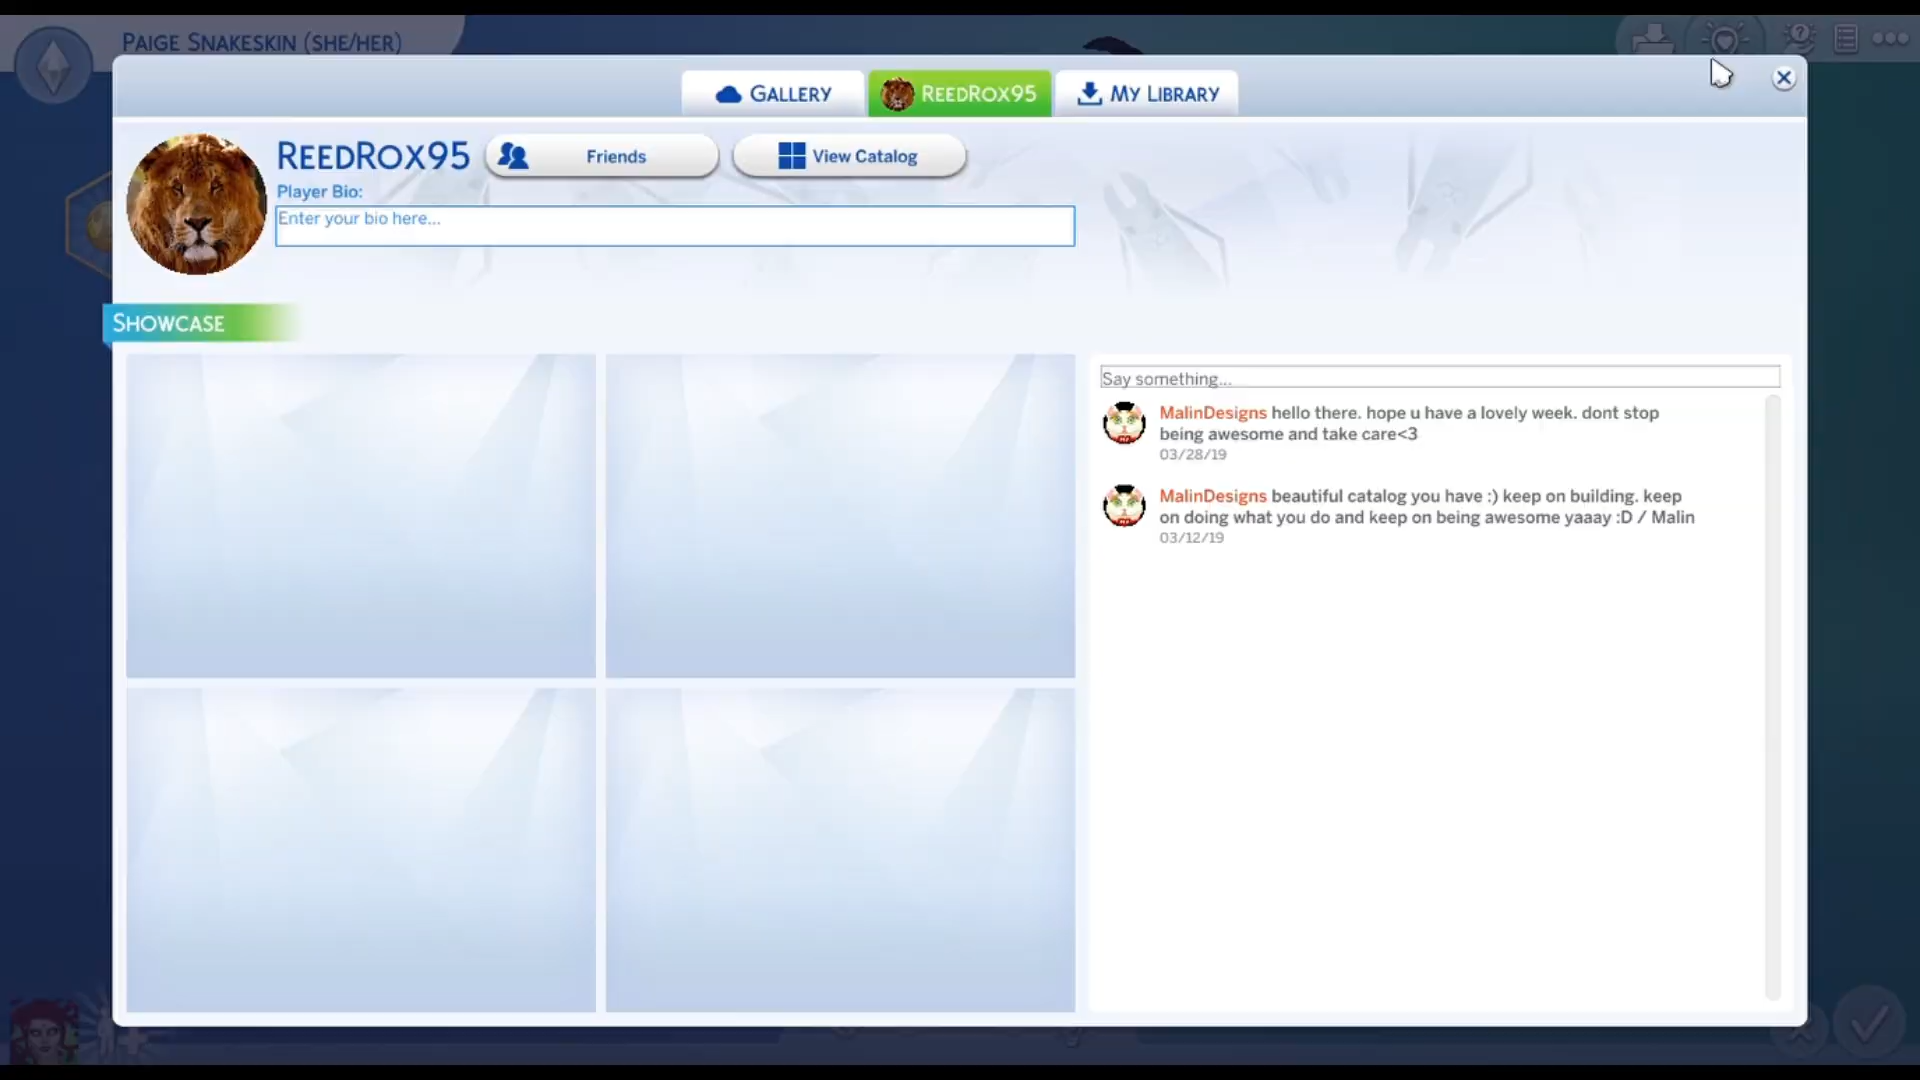 PAIGE SNAKESKIN (SHE/HER)
GALLERY
REEDROX95
MY LIBRARY
REEDROX95
Friends
View Catalog
Player Bio:
Enter your bio here...
SHOWCASE
Say something...
MalinDesigns hello there. hope u have a lovely week. dont stop
being awesome and take care<3
03/28/19
MalinDesigns beautiful catalog you have :) keep on building. keep
on doing what you do and keep on being awesome yaaay :D / Malin
03/12/19